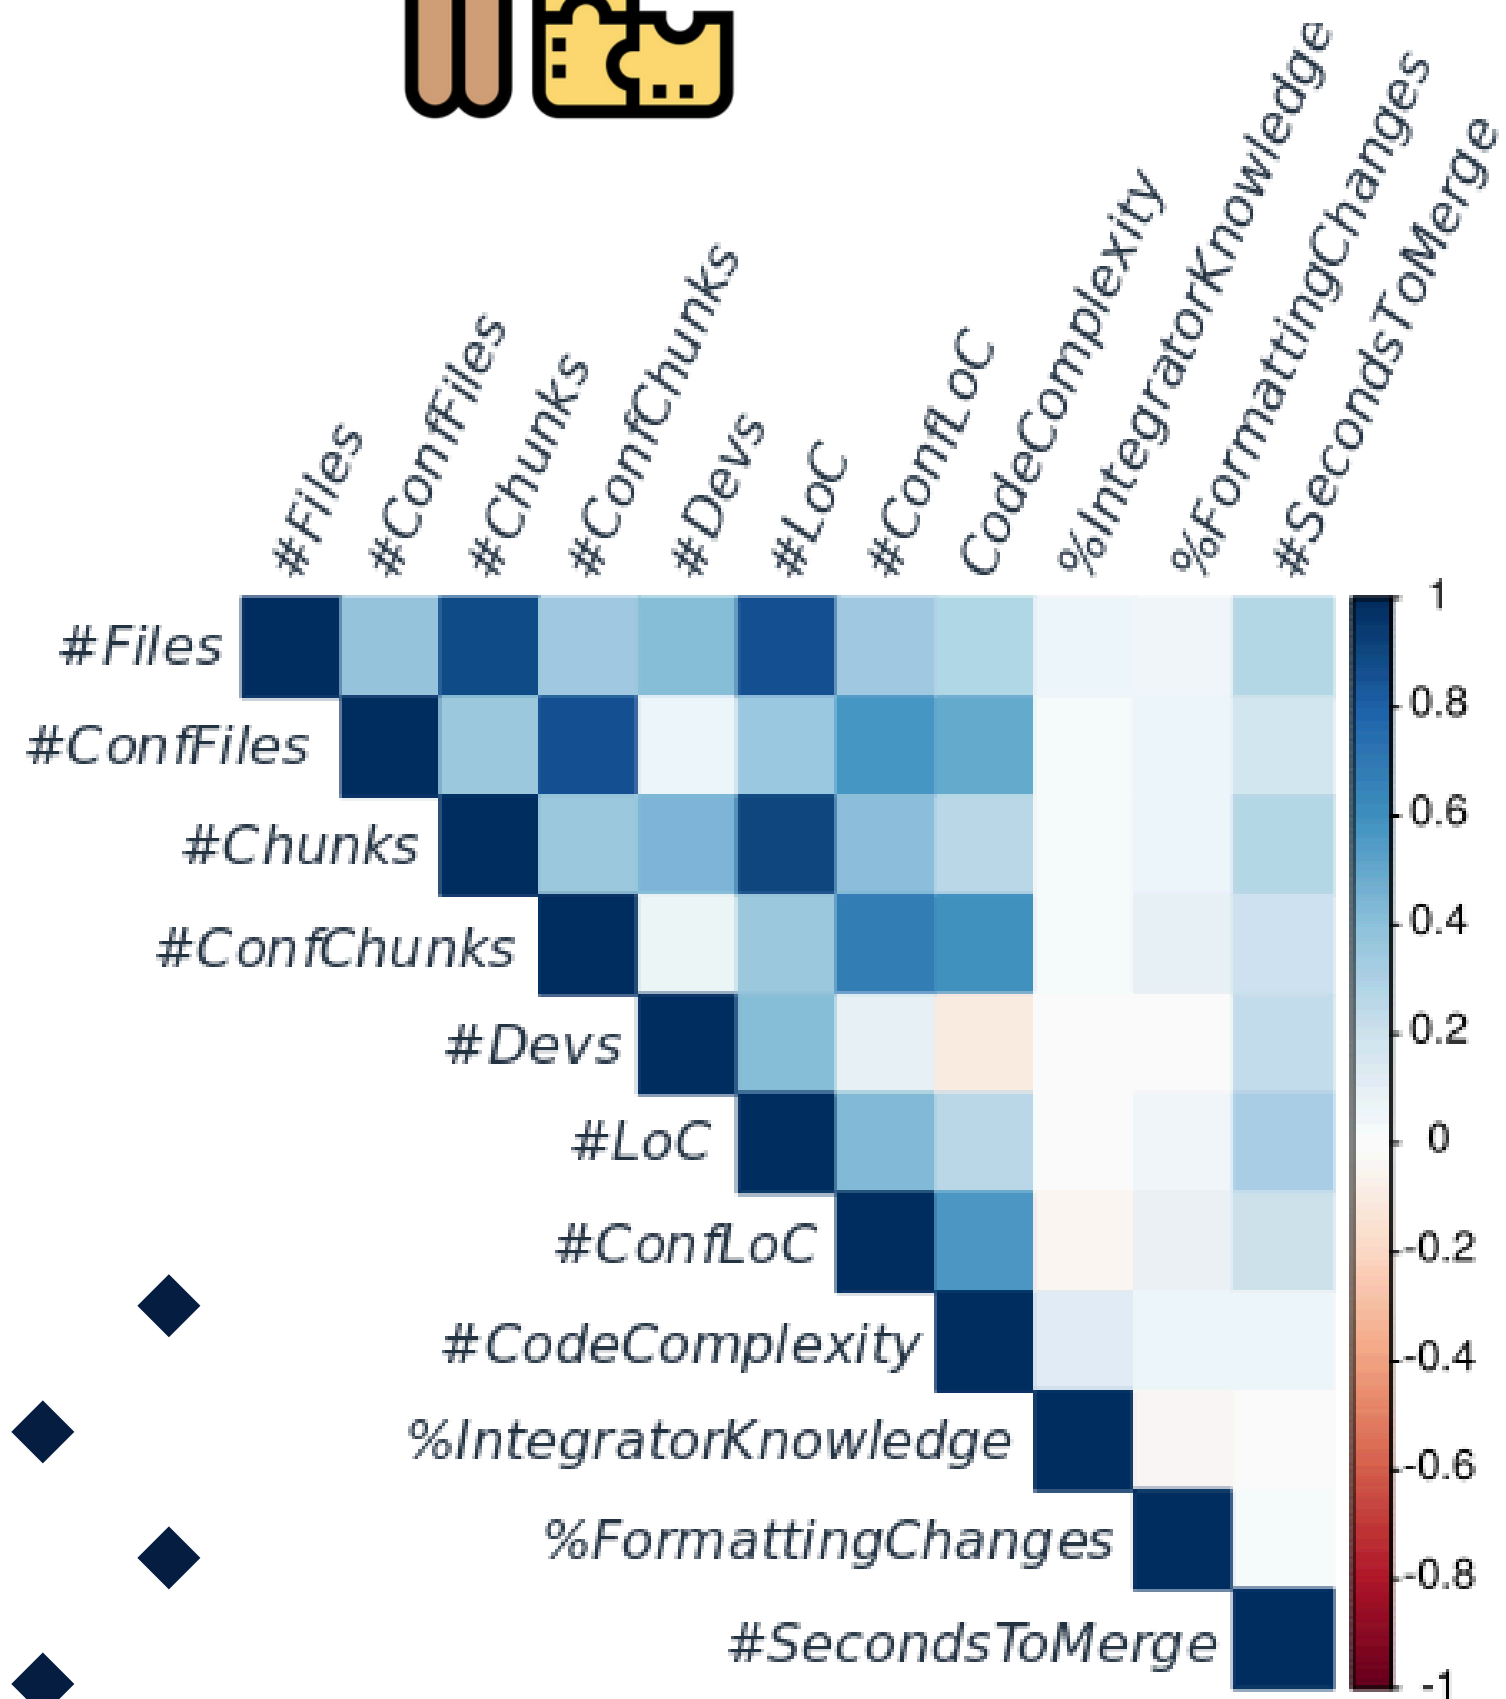 #Files
#ConfFiles
#Chunks
#ConfChunks
#Devs
#LoC
#ConfLoC
CodeComplexity
%IntegratorKnowledge
%FormattingChanges
#SecondsToMerge
#Files
#ConfFiles
#Chunks
#ConfChunks
#Devs
#LoC
#ConfLoC
#CodeComplexity
%IntegratorKnowledge
%FormattingChanges
#SecondsToMerge
1
0.8
0.6
0.4
0.2
0
-0.2
-0.4
-0.6
-0.8
-1